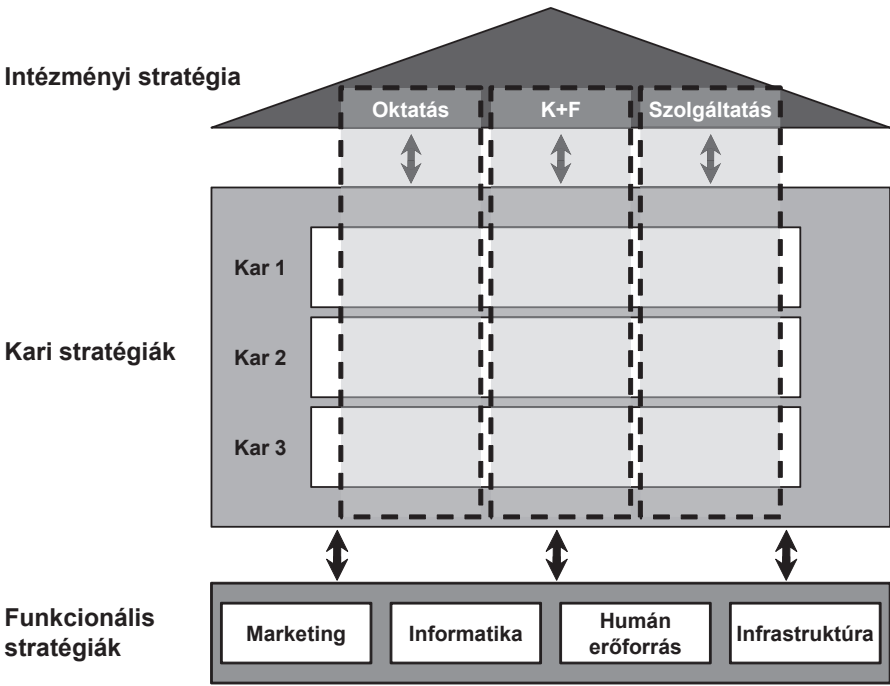 Intézményi stratégia
Oktatás
K+F
Szolgáltatás
Kar 1
Kari stratégiák
Kar 2
Kar 3
Funkcionális
stratégiák
Marketing
Informatika
Humán
erőforrás
Infrastruktúra